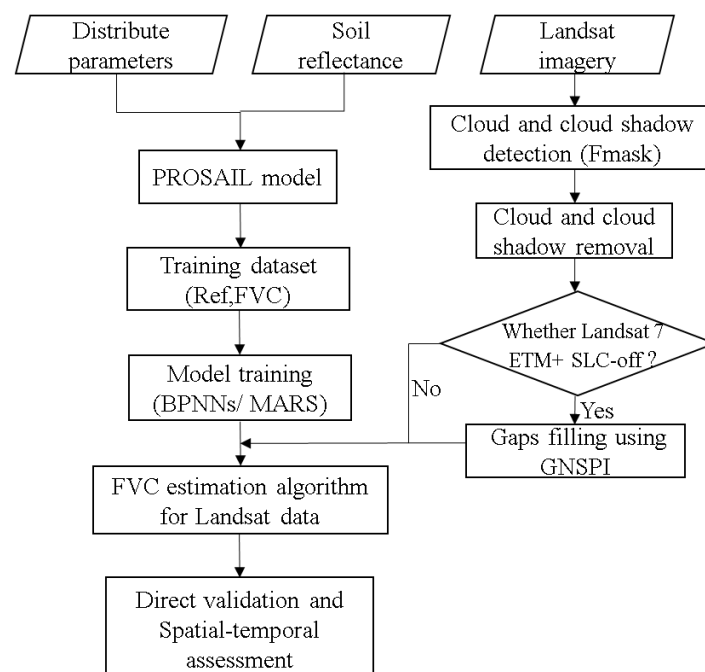 Distribute
parameters
Soil
reflectance
Landsat
imagery
Cloud and cloud shadow
detection (Fmask)
PROSAIL model
Cloud and cloud
shadow removal
Training dataset
(Ref,FVC)
Whether Landsat 7
ETM+ SLC-off ?
Model training
(BPNNs/ MARS)
No
Yes
Gaps filling using
GNSPI
FVC estimation algorithm
for Landsat data
Direct validation and
Spatial-temporal
assessment